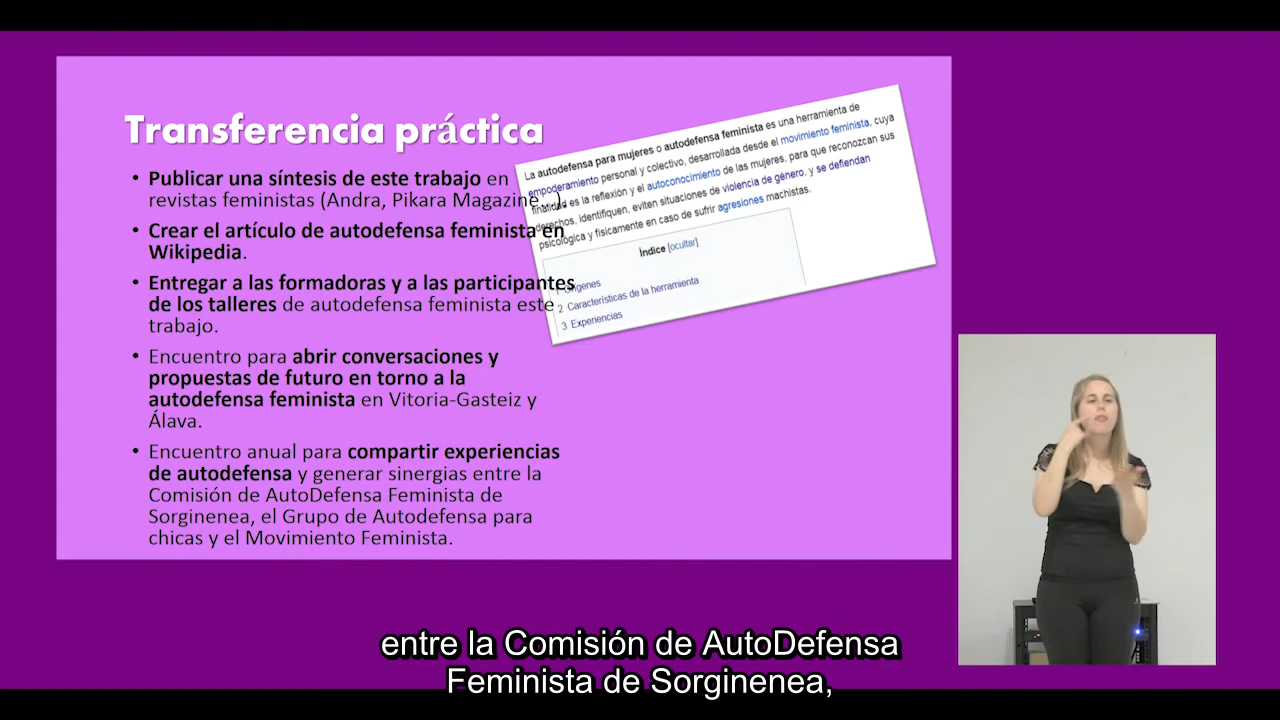 Transferencia práctica
• Publicar una síntesis de este trabajo en
revistas feministas (Andra, Pikara Magazine...).
• Crear el artículo de autodefensa feminista en
Wikipedia.
• Entregar a las formadoras y a las participantes
de los talleres de autodefensa feminista este
trabajo.
• Encuentro para abrir conversaciones y
propuestas de futuro en torno a la
autodefensa feminista en Vitoria-Gasteiz y
Álava.
• Encuentro anual para compartir experiencias
de autodefensa y generar sinergias entre la
Comisión de AutoDefensa Feminista de
Sorginenea, el Grupo de Autodefensa para
chicas y el Movimiento Feminista.
La autodefensa para mujeres o autodefensa feminista es una herramienta de
empoderamiento personal y colectivo, desarrollada desde el movimiento feminista, cuya
finalidad es la reflexión y el autoconocimiento de las mujeres, para que reconozcan sus
derechos, identifiquen, eviten situaciones de violencia de género, y se defiendan
psicologica y fisicamente en caso de sufrir agresiones machistas.
Índice [ocultar]
1 Orígenes
2 Características de la herramienta
3 Experiencias
entre la Comisión de AutoDefensa
Feminista de Sorginenea,